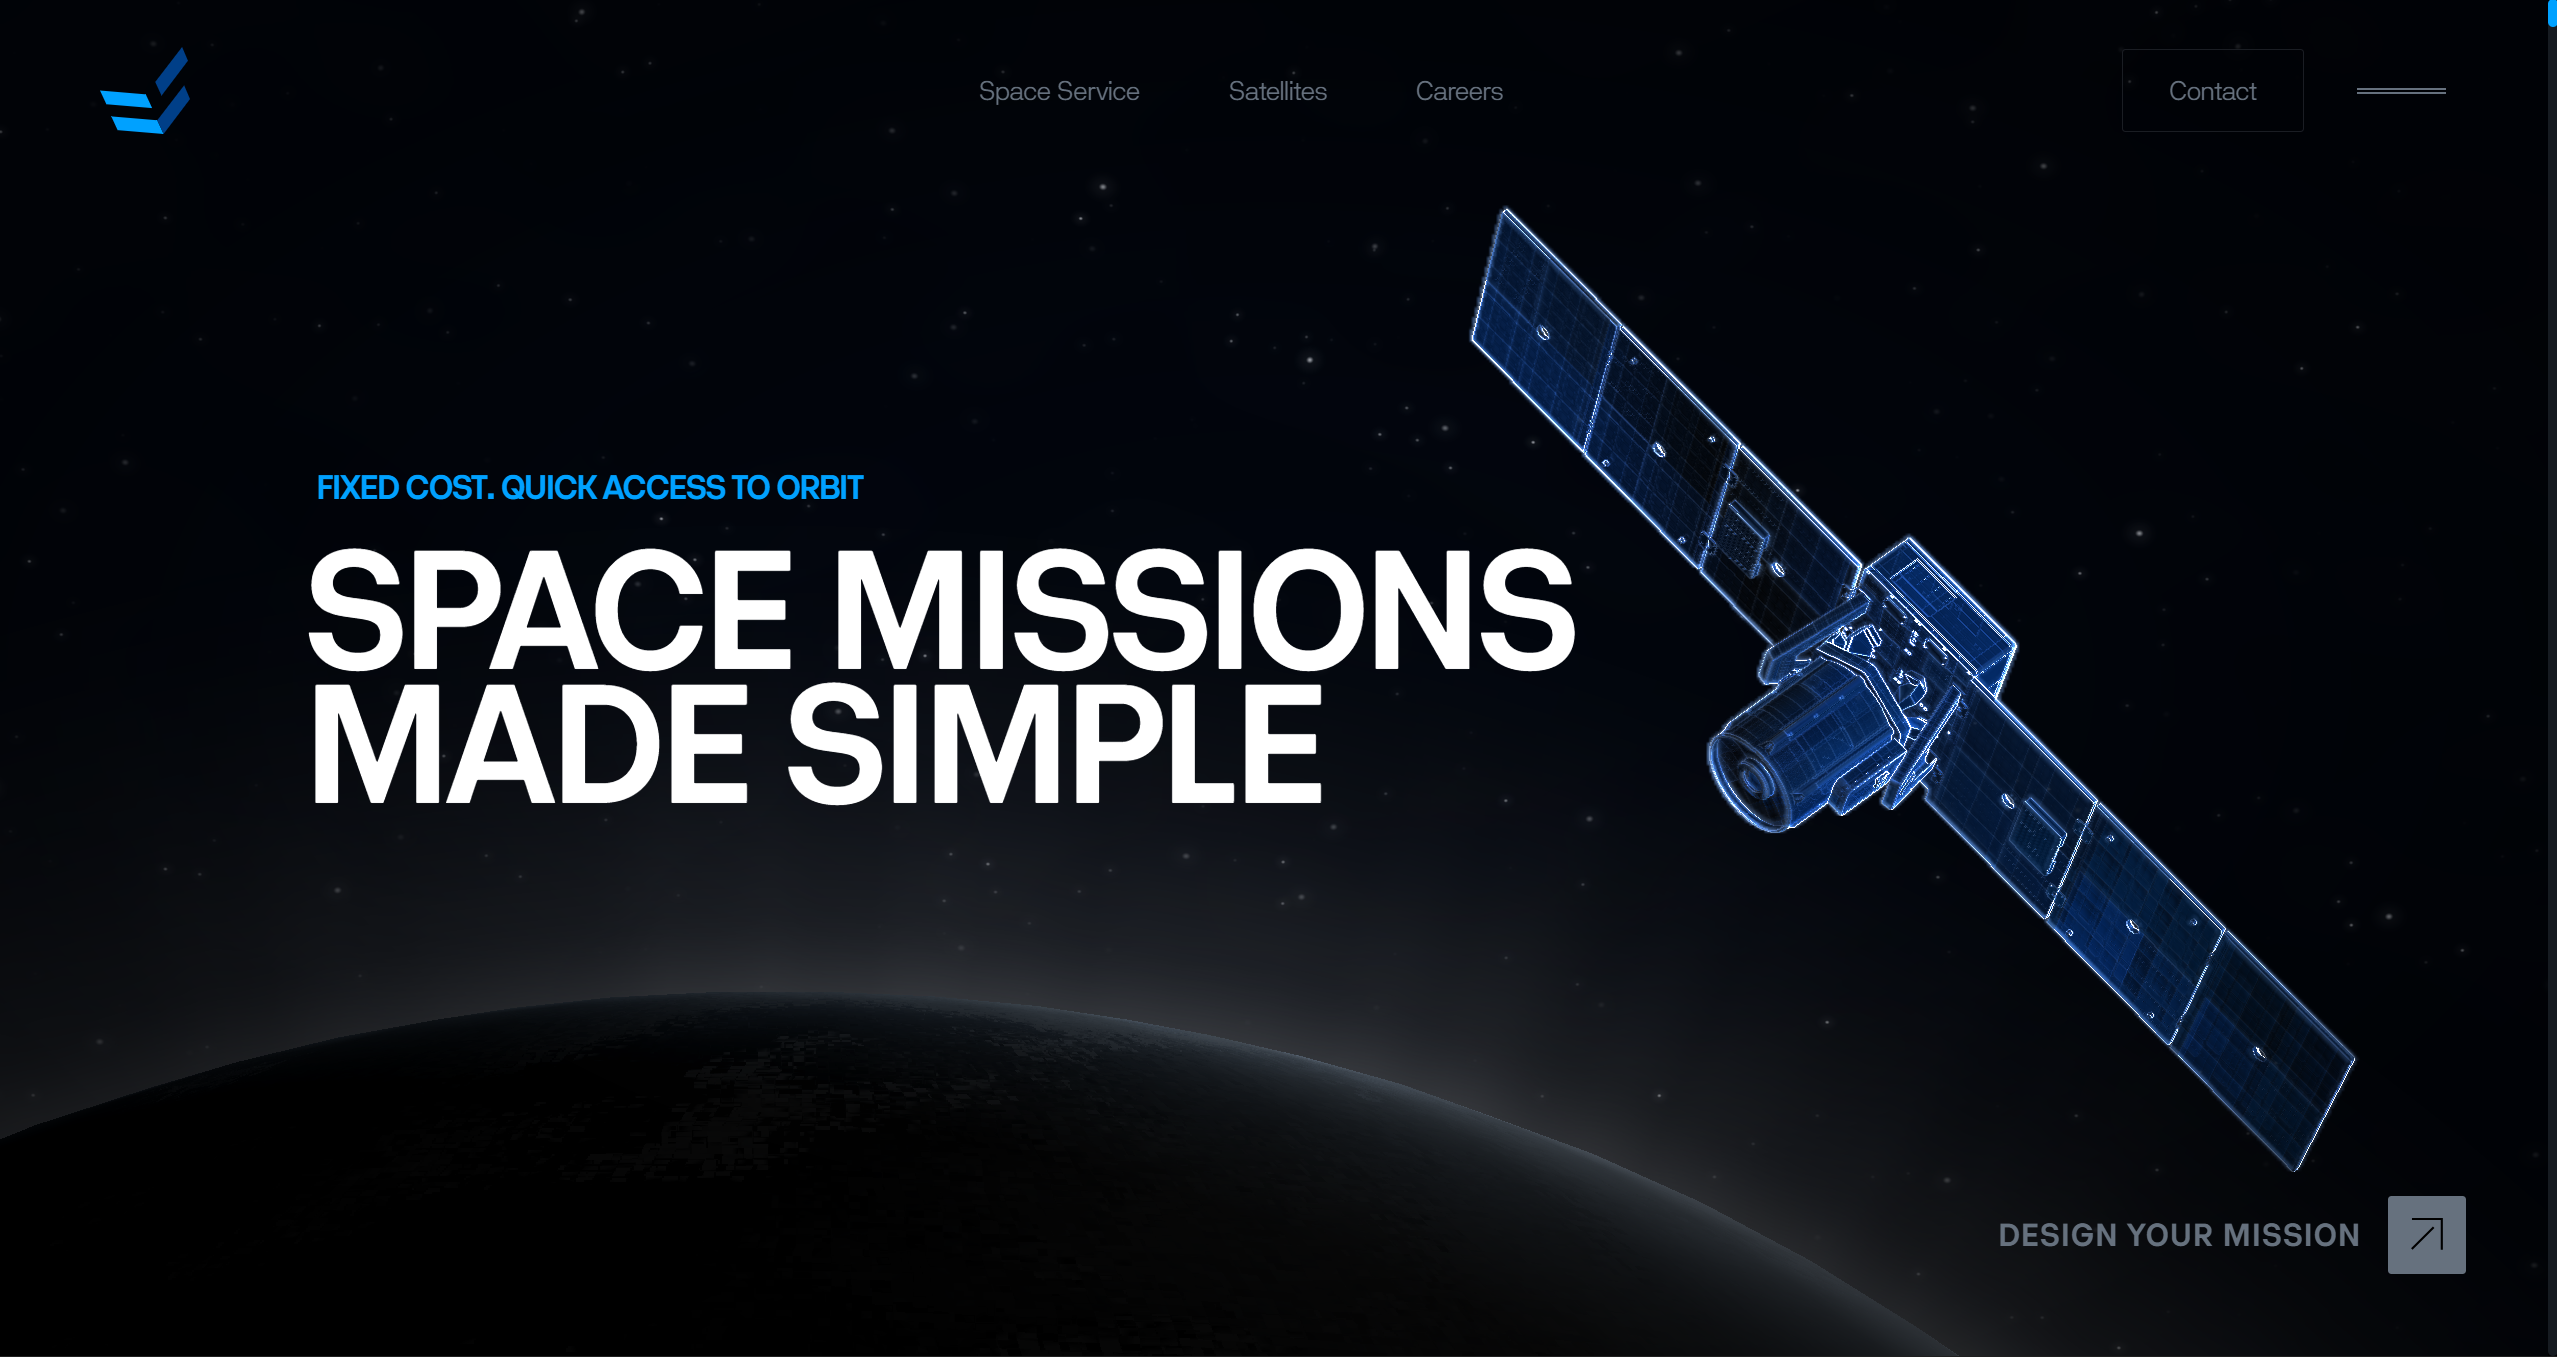 Space Service
Satellites
Careers
Contact
FIXED COST. QUICK ACCESS TO ORBIT
SPACE MISSIONS
MADE SIMPLE
DESIGN YOUR MISSION